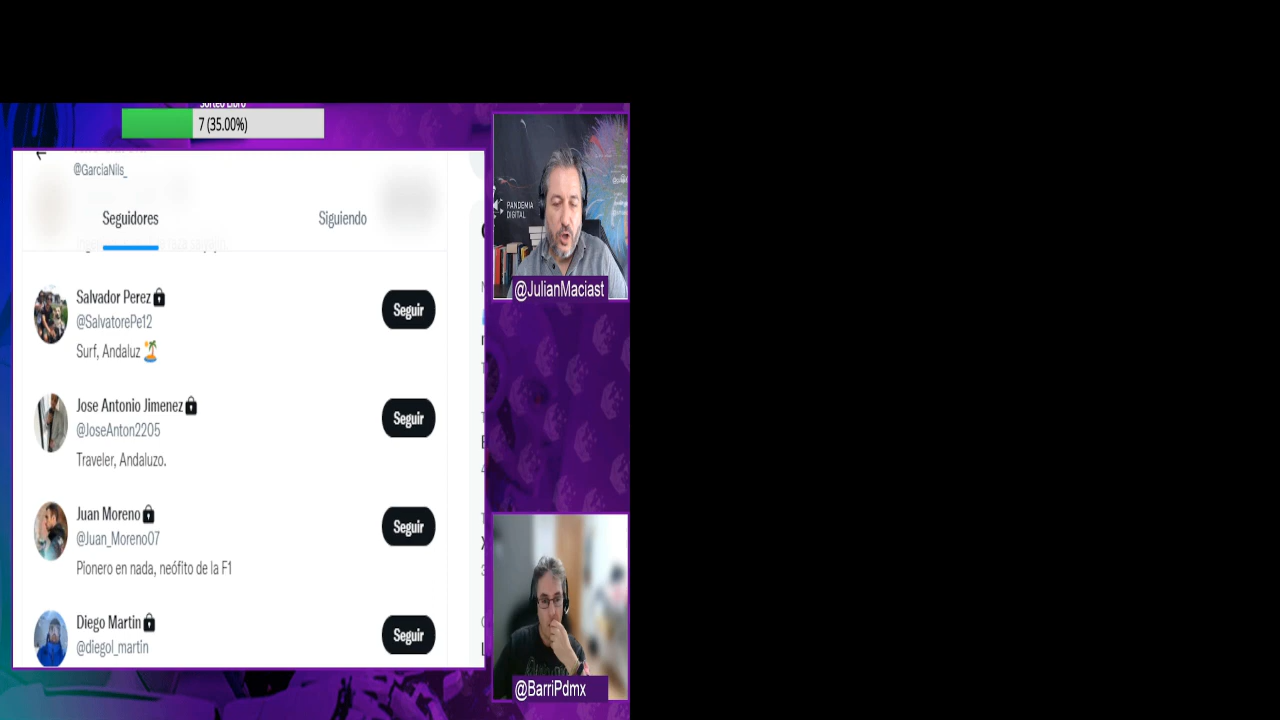 Sorteo Libro
7 (35.00%)
@GarciaNils_
Seguidores
Siguiendo
Salvador Perez
@SalvatorePe12
Surf, Andaluz
Seguir
Jose Antonio Jimenez
@JoseAnton2205
Traveler, Andaluzo.
Seguir
Juan Moreno
@Juan_Moreno07
Pionero en nada, neófito de la F1
Seguir
Diego Martin
@diegol_martin
Seguir
PANDEMIA
DIGITAL
@JulianMaciast
@BarriPdmx